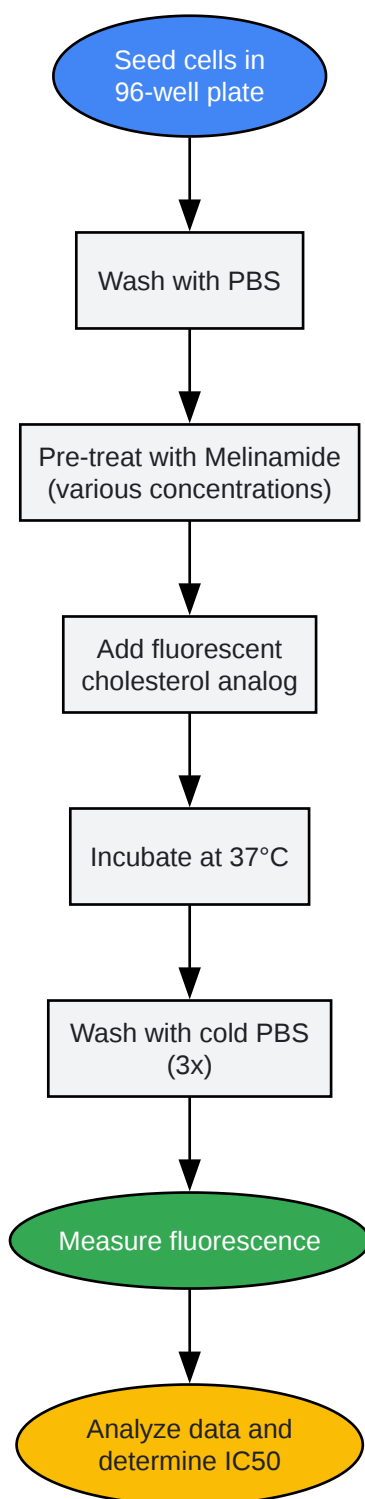 Seed cells in
96-well plate
Wash with PBS
Pre-treat with Melinamide
(various concentrations)
Add fluorescent
cholesterol analog
Incubate at 37°C
Wash with cold PBS
(3x)
Measure fluorescence
Analyze data and
determine IC50